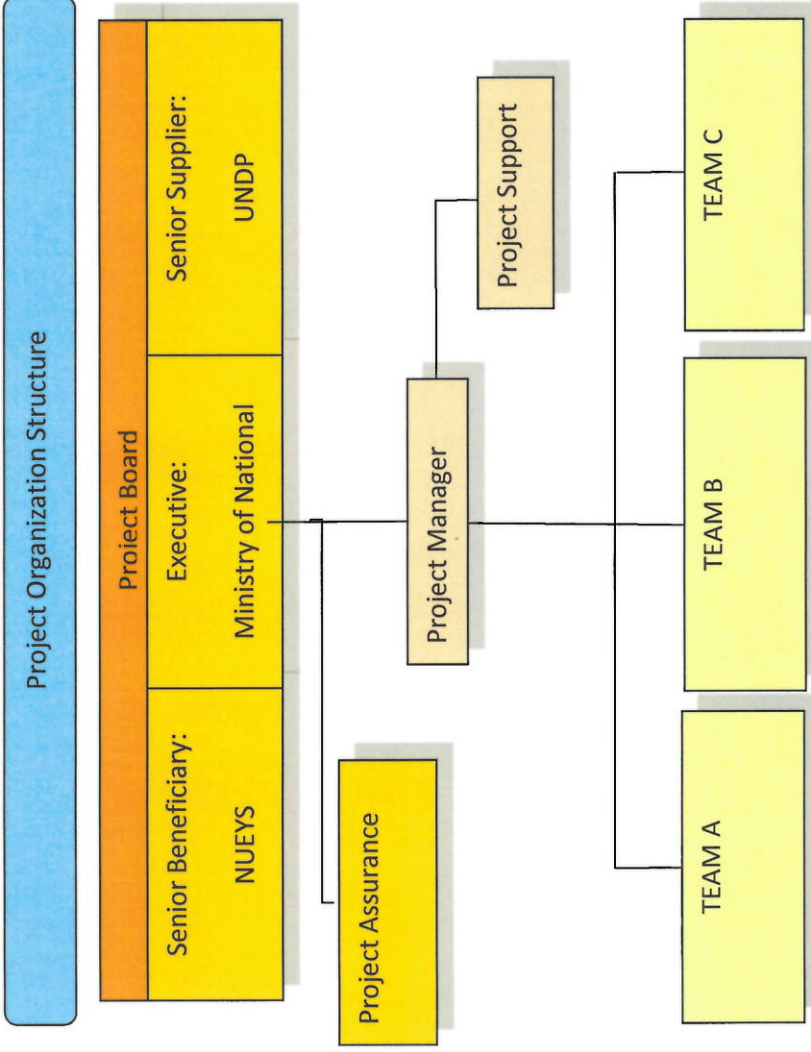 Project Organization Structure
Project Board
Senior Beneficiary:
NUEYS
Executive:
Ministry of National
Senior Supplier:
UNDP
Project Assurance
Project Manager
Project Support
TEAM A
TEAM B
TEAM C